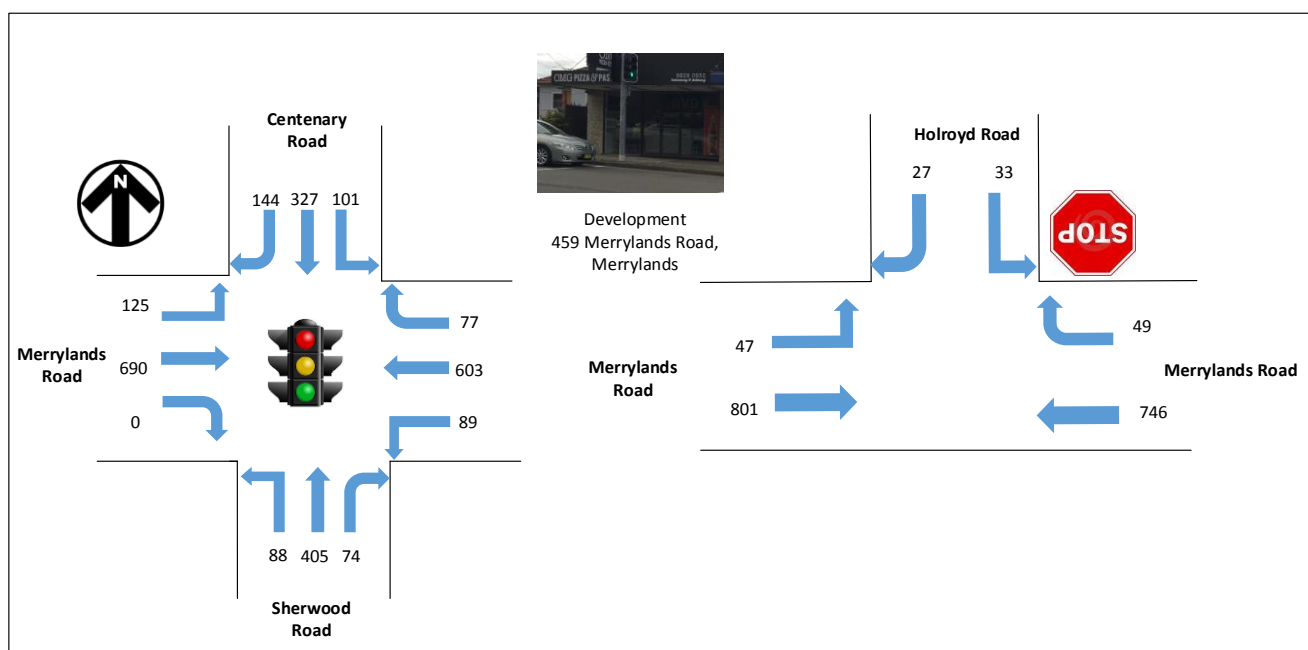 Centenary
Road
N
144 327 101
125
690
0
Merrylands
Road
77
603
89
88 405 74
Sherwood
Road
PIZZA
Development
459 Merrylands Road,
Merrylands
Holroyd Road
27 33
STOP
47
801
Merrylands
Road
49
746
Merrylands Road